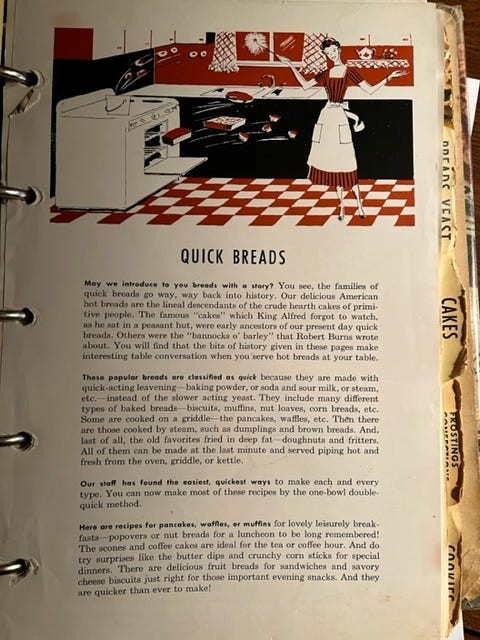 QUICK BREADS
May we introduce to you breads with a story? You see, the families of
quick breads go way, way back into history. Our delicious American
hot breads are the lineal descendants of the crude hearth cakes of primi-
tive people. The famous "cakes" which King Alfred forgot to watch,
as he sat in a peasant hut, were early ancestors of our present day quick
breads. Others were the "bannocks o' barley" that Robert Burns wrote
about. You will find that the bits of history given in these pages make
interesting table conversation when you serve hot breads at your table.
These popular breads are classified as quick because they are made with
quick-acting leavening—baking powder, or soda and sour milk, or steam,
etc.—instead of the slower acting yeast. They include many different
types of baked breads—biscuits, muffins, nut loaves, corn breads, etc.
Some are cooked on a griddle—the pancakes, waffles, etc. Then there
are those cooked by steam, such as dumplings and brown breads. And,
last of all, the old favorites fried in deep fat—doughnuts and fritters.
All of them can be made at the last minute and served piping hot and
fresh from the oven, griddle, or kettle.
Our staff has found the easiest, quickest ways to make each and every
type. You can now make most of these recipes by the one-bowl double-
quick method.
Here are recipes for pancakes, waffles, or muffins for lovely leisurely break-
fasts—popovers or nut breads for a luncheon to be long remembered!
The scones and coffee cakes are ideal for the tea or coffee hour. And do
try surprises like the butter dips and crunchy corn sticks for special
dinners. There are delicious fruit breads for sandwiches and savory
cheese biscuits just right for those important evening snacks. And they
are quicker than ever to make!
BREADS YEAST
CAKES
FROSTINGS
COOKIES